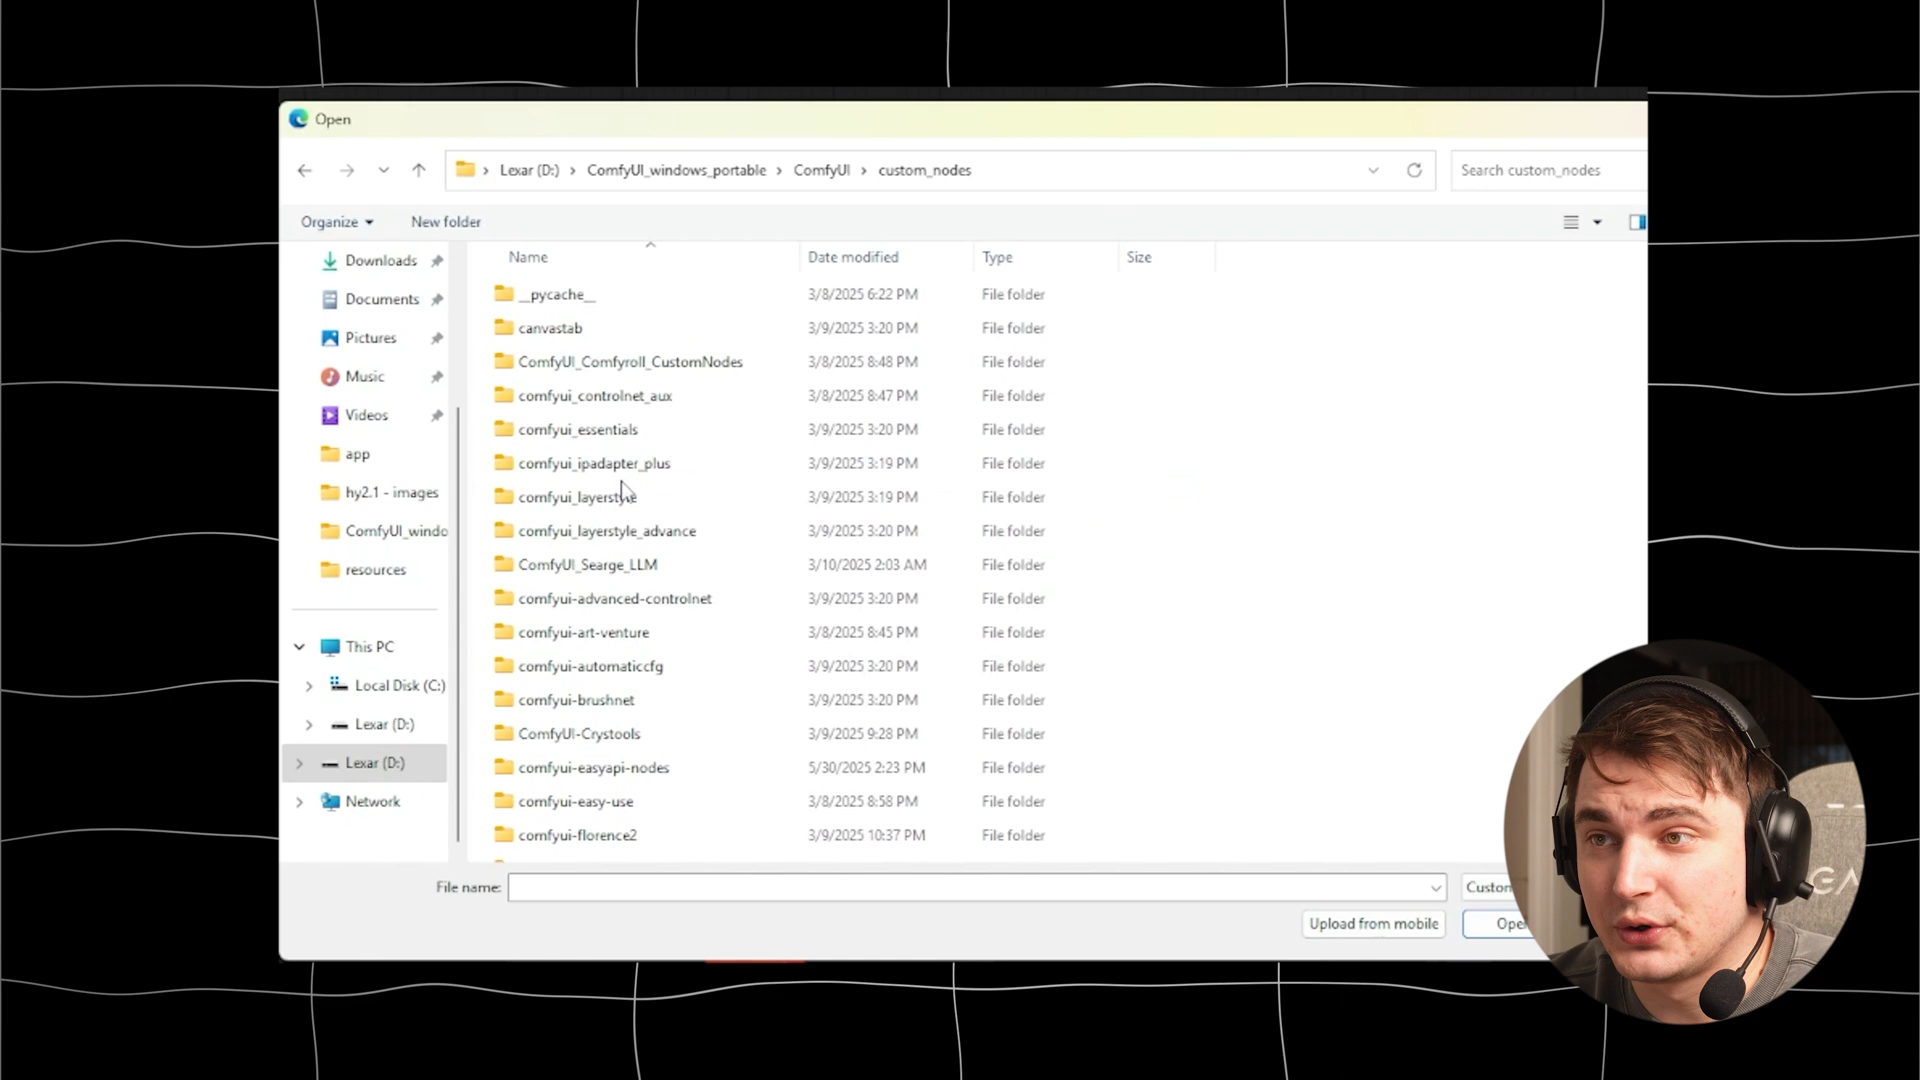 Open
Lexar (D:) › ComfyUI_windows_portable › ComfyUI › custom_nodes
Search custom_nodes
Organize
New folder
Downloads
Documents
Pictures
Music
Videos
app
hy2.1 - images
ComfyUI_windo
resources
This PC
Local Disk (C:)
Lexar (D:)
Lexar (D:)
Network
Name Date modified Type Size
__pycache__ 3/8/2025 6:22 PM File folder
canvastab 3/9/2025 3:20 PM File folder
ComfyUI_Comfyroll_CustomNodes 3/8/2025 8:48 PM File folder
comfyui_controlnet_aux 3/8/2025 8:47 PM File folder
comfyui_essentials 3/9/2025 3:20 PM File folder
comfyui_ipadapter_plus 3/9/2025 3:19 PM File folder
comfyui_layerstyle 3/9/2025 3:19 PM File folder
comfyui_layerstyle_advance 3/9/2025 3:20 PM File folder
ComfyUI_Searge_LLM 3/10/2025 2:03 AM File folder
comfyui-advanced-controlnet 3/9/2025 3:20 PM File folder
comfyui-art-venture 3/8/2025 8:45 PM File folder
comfyui-automaticcfg 3/9/2025 3:20 PM File folder
comfyui-brushnet 3/9/2025 3:20 PM File folder
ComfyUI-Crystools 3/9/2025 9:28 PM File folder
comfyui-easyapi-nodes 5/30/2025 2:23 PM File folder
comfyui-easy-use 3/8/2025 8:58 PM File folder
comfyui-florence2 3/9/2025 10:37 PM File folder
File name:
Custon
Upload from mobile
Open